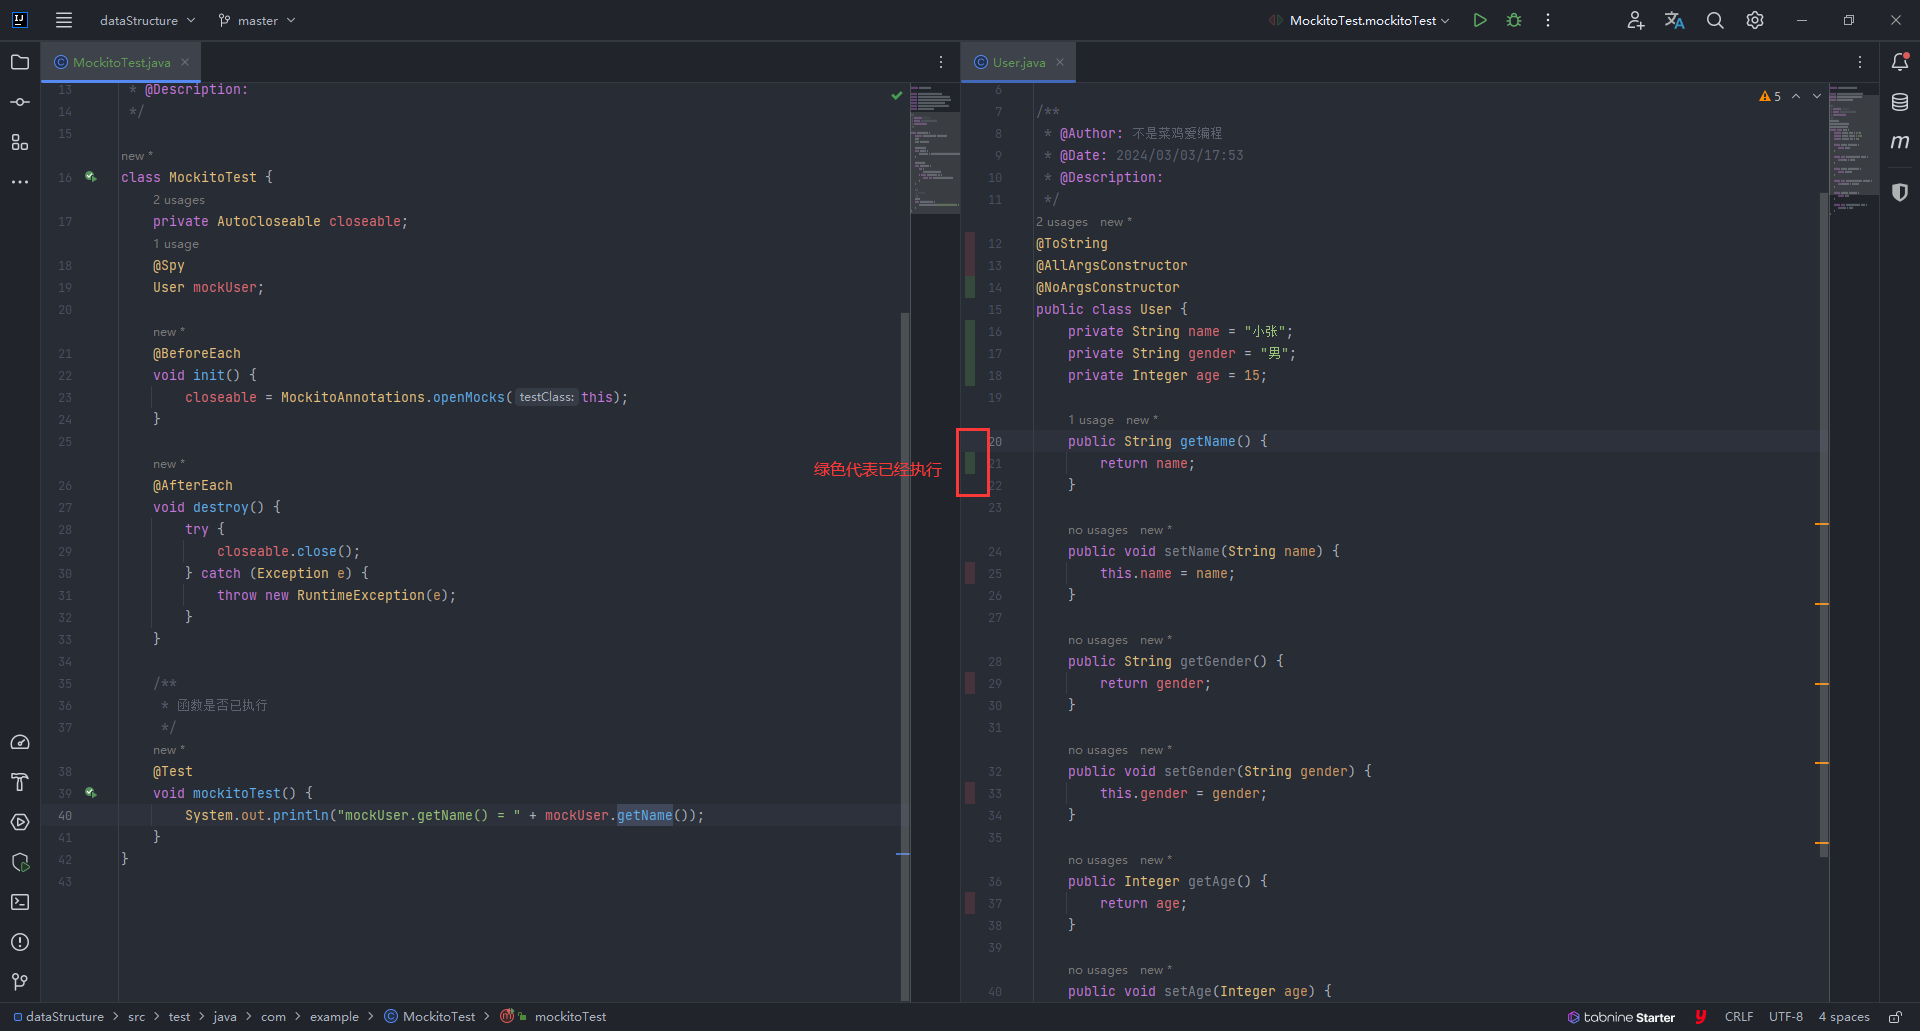 dataStructure
master
MockitoTest.mockitoTest
MockitoTest.java
User.java
13 * @Description:
14 */
15
new *
16 class MockitoTest {
2 usages
17 private AutoCloseable closeable;
1 usage
18 @Spy
19 User mockUser;
20
new *
21 @BeforeEach
22 void init() {
23 closeable = MockitoAnnotations.openMocks( testClass: this);
24 }
25
new *
26 @AfterEach
27 void destroy() {
28 try {
29 closeable.close();
30 } catch (Exception e) {
31 throw new RuntimeException(e);
32 }
33 }
34
35 /**
36 * 函数是否已执行
37 */
new *
38 @Test
39 void mockitoTest() {
40 System.out.println("mockUser.getName() = " + mockUser.getName());
41 }
42 }
43
绿色代表已经执行
5
6
7 /**
8 * @Author: 不是菜鸡爱编程
9 * @Date: 2024/03/03/17:53
10 * @Description:
11 */
2 usages new *
12 @ToString
13 @AllArgsConstructor
14 @NoArgsConstructor
15 public class User {
16 private String name = "小张";
17 private String gender = "男";
18 private Integer age = 15;
19
1 usage new *
20 public String getName() {
21 return name;
22 }
23
no usages new *
24 public void setName(String name) {
25 this.name = name;
26 }
27
no usages new *
28 public String getGender() {
29 return gender;
30 }
31
no usages new *
32 public void setGender(String gender) {
33 this.gender = gender;
34 }
35
no usages new *
36 public Integer getAge() {
37 return age;
38 }
39
no usages new *
40 public void setAge(Integer age) {
dataStructure > src > test > java > com > example > MockitoTest > mockitoTest
tabnine Starter
CRLF
UTF-8
4 spaces